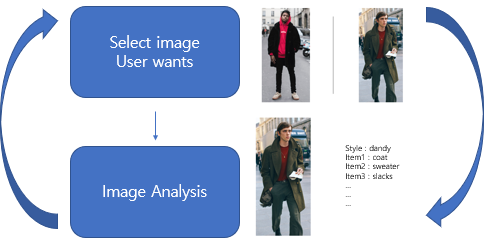 Select image
User wants
Image Analysis
Style : dandy
Item1 : coat
Item2 : sweater
Item3 : slacks
...
...
...